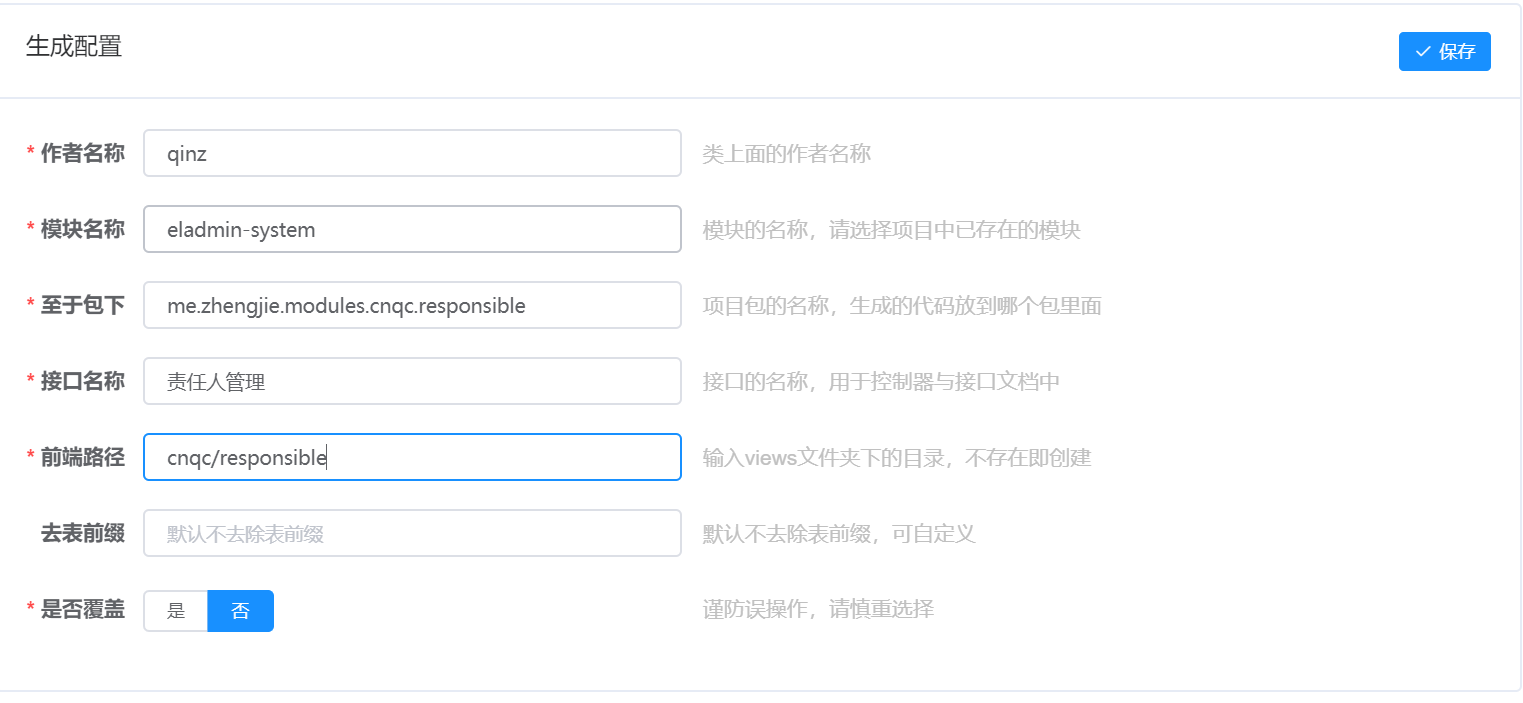 生成配置
保存
* 作者名称 qinz 类上面的作者名称
* 模块名称 eladmin-system 模块的名称，请选择项目中已存在的模块
* 至于包下 me.zhengjie.modules.cnqc.responsible 项目包的名称，生成的代码放到哪个包里面
* 接口名称 责任人管理 接口的名称，用于控制器与接口文档中
* 前端路径 cnqc/responsible 输入views文件夹下的目录，不存在即创建
去表前缀 默认不去除表前缀 默认不去除表前缀，可自定义
* 是否覆盖 是 否 谨防误操作，请慎重选择